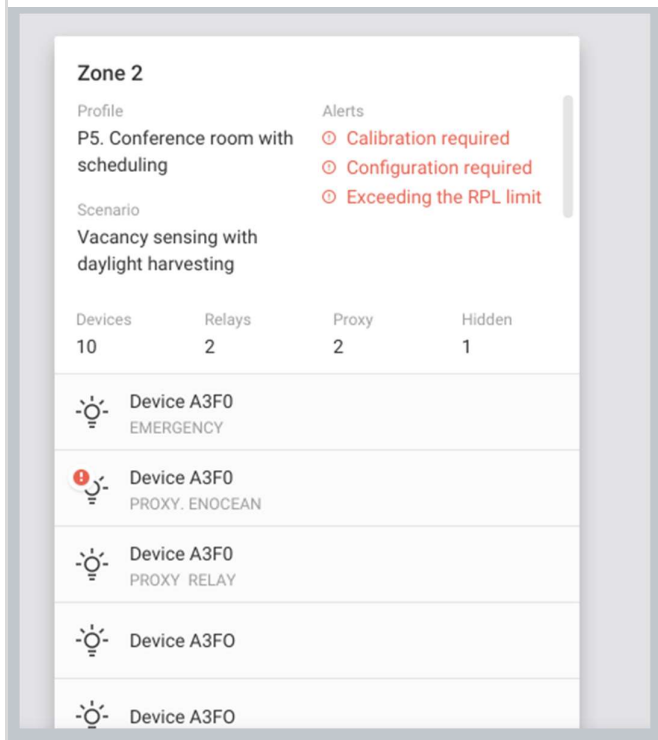 Zone 2
Profile
P5. Conference room with
scheduling
Scenario
Vacancy sensing with
daylight harvesting
Alerts
Calibration required
Configuration required
Exceeding the RPL limit
Devices Relays Proxy Hidden
10 2 2 1
Device A3F0
EMERGENCY
Device A3F0
PROXY. ENOCEAN
Device A3F0
PROXY RELAY
Device A3FO
Device A3FO